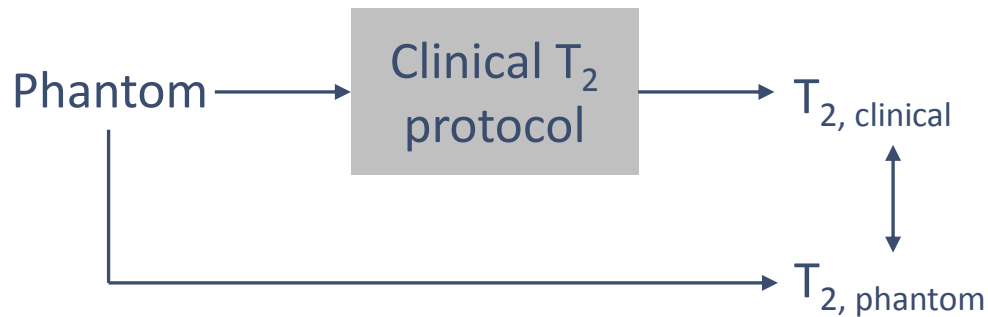 Phantom
Clinical T₂
protocol
T₂, clinical
T₂, phantom